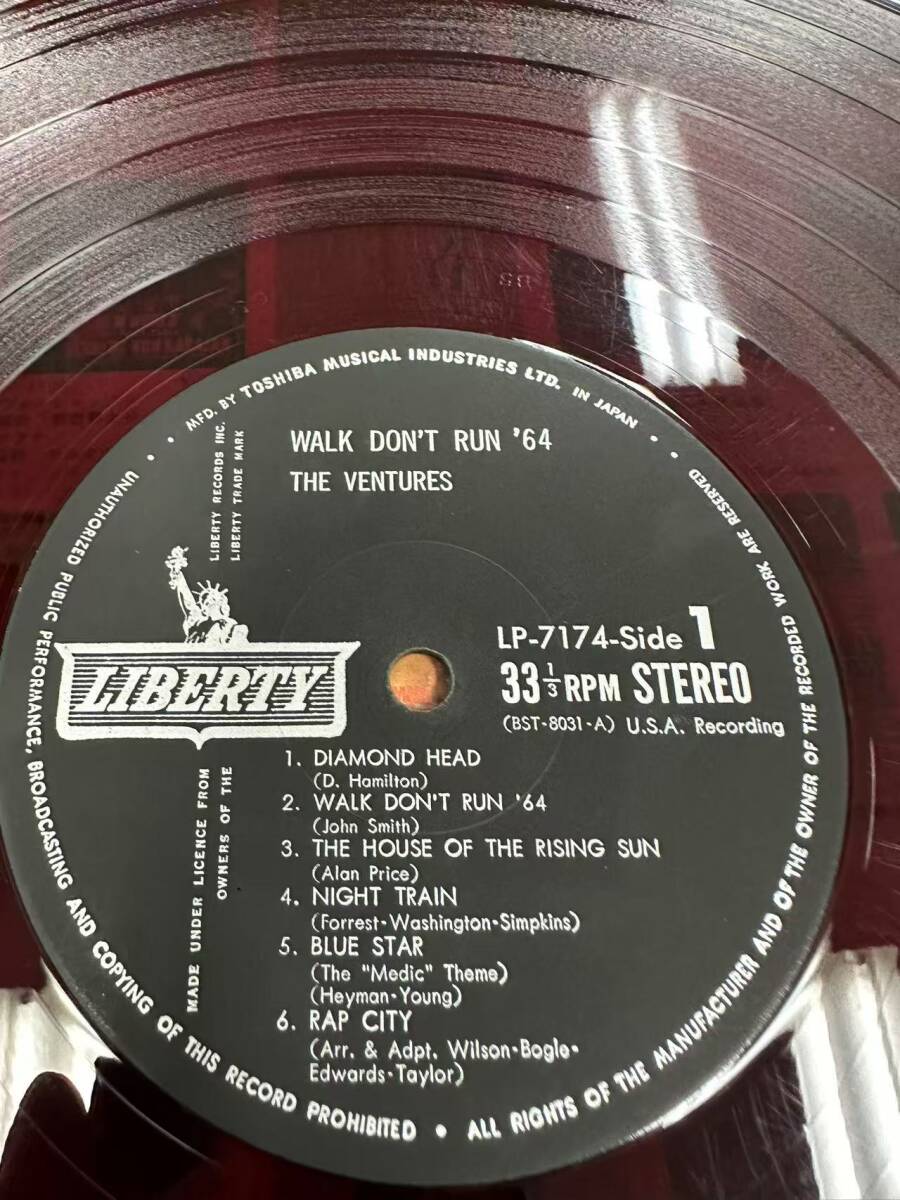 • MFD. BY TOSHIBA MUSICAL INDUSTRIES LTD. IN JAPAN •
WALK DON'T RUN '64
THE VENTURES
LIBERTY RECORDS INC.
LIBERTY TRADE MARK
LIBERTY
LP-7174-Side 1
33 1/3 RPM STEREO
(BST-8031-A) U.S.A. Recording
1. DIAMOND HEAD
(D. Hamilton)
2. WALK DON'T RUN '64
(John Smith)
3. THE HOUSE OF THE RISING SUN
(Alan Price)
4. NIGHT TRAIN
(Forrest-Washington-Simpkins)
5. BLUE STAR
(The "Medic" Theme)
(Heyman-Young)
6. RAP CITY
(Arr. & Adpt. Wilson-Bogle-
Edwards-Taylor)
MADE UNDER LICENCE FROM
OWNERS OF THE
UNAUTHORIZED PUBLIC PERFORMANCE, BROADCASTING AND COPYING OF THIS RECORD PROHIBITED • ALL RIGHTS OF THE MANUFACTURER AND OF THE OWNER OF THE RECORDED WORK ARE RESERVED •